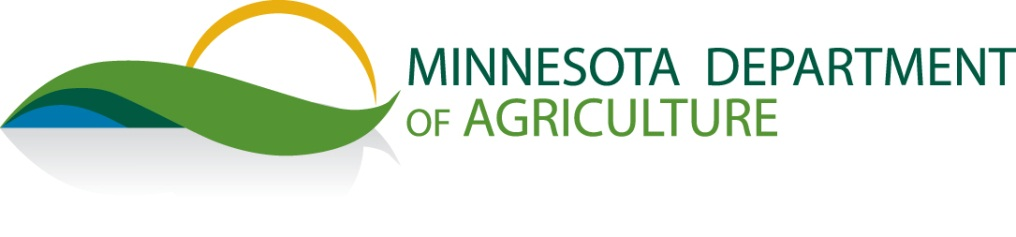 MINNESOTA DEPARTMENT
OF AGRICULTURE